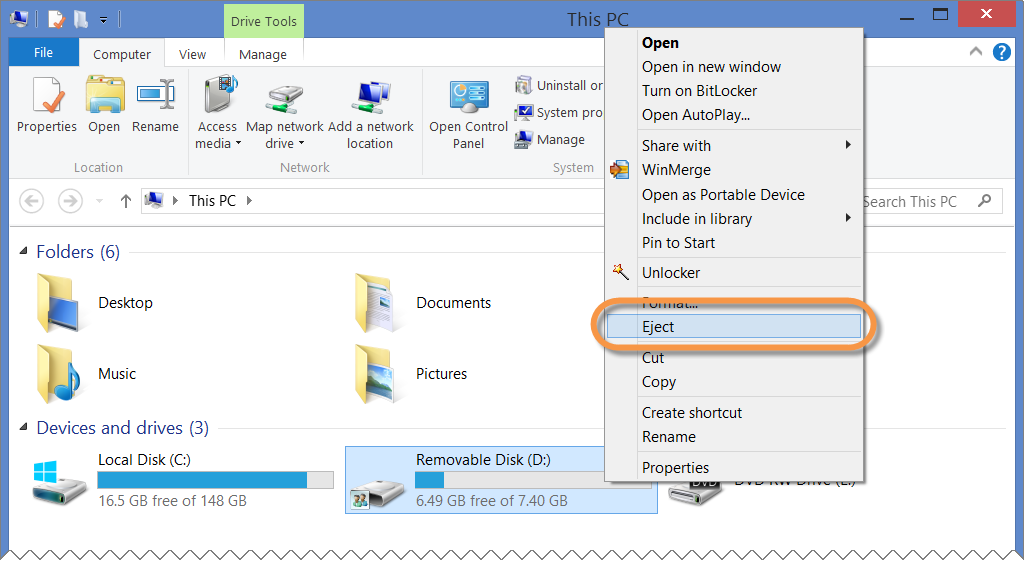 Drive Tools
This PC
File
Computer
View
Manage
Properties
Open
Rename
Access
media
Map network
drive
Add a network
location
Open Control
Panel
Uninstall or
System pro
Manage
Location
Network
System
This PC
Search This PC
Folders (6)
Desktop
Documents
Music
Pictures
Devices and drives (3)
Local Disk (C:)
16.5 GB free of 148 GB
Removable Disk (D:)
6.49 GB free of 7.40 GB
DVD RW Drive (E:)
DVD
Open
Open in new window
Turn on BitLocker
Open AutoPlay...
Share with
WinMerge
Open as Portable Device
Include in library
Pin to Start
Unlocker
Format...
Eject
Cut
Copy
Create shortcut
Rename
Properties